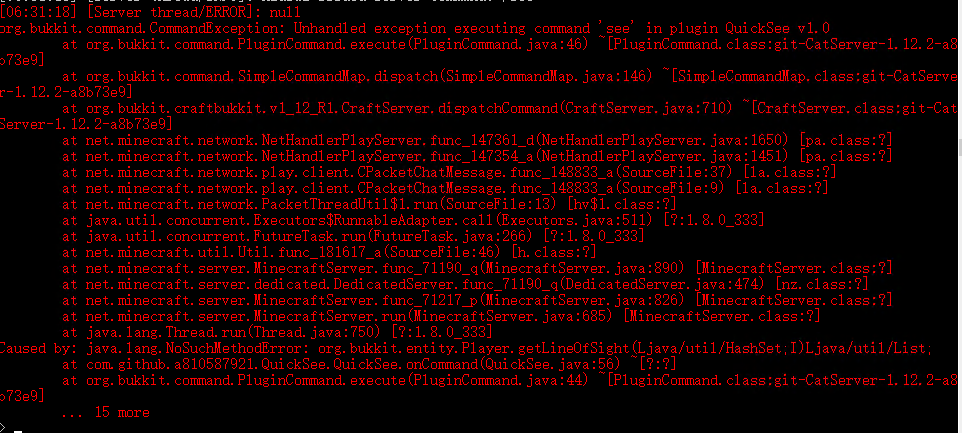 [06:31:18] [Server thread/ERROR]: null
org.bukkit.command.CommandException: Unhandled exception executing command 'see' in plugin QuickSee v1.0
at org.bukkit.command.PluginCommand.execute(PluginCommand.java:46) ~[PluginCommand.class:git-CatServer-1.12.2-a8
b73e9]
at org.bukkit.command.SimpleCommandMap.dispatch(SimpleCommandMap.java:146) ~[SimpleCommandMap.class:git-CatServe
r-1.12.2-a8b73e9]
at org.bukkit.craftbukkit.v1_12_R1.CraftServer.dispatchCommand(CraftServer.java:710) ~[CraftServer.class:git-Cat
Server-1.12.2-a8b73e9]
at net.minecraft.network.NetHandlerPlayServer.func_147361_d(NetHandlerPlayServer.java:1650) [pa.class:?]
at net.minecraft.network.NetHandlerPlayServer.func_147354_a(NetHandlerPlayServer.java:1451) [pa.class:?]
at net.minecraft.network.play.client.CPacketChatMessage.func_148833_a(SourceFile:37) [la.class:?]
at net.minecraft.network.play.client.CPacketChatMessage.func_148833_a(SourceFile:9) [la.class:?]
at net.minecraft.network.PacketThreadUtil$1.run(SourceFile:13) [hv$1.class:?]
at java.util.concurrent.Executors$RunnableAdapter.call(Executors.java:511) [?:1.8.0_333]
at java.util.concurrent.FutureTask.run(FutureTask.java:266) [?:1.8.0_333]
at net.minecraft.util.Util.func_181617_a(SourceFile:46) [h.class:?]
at net.minecraft.server.MinecraftServer.func_71190_q(MinecraftServer.java:890) [MinecraftServer.class:?]
at net.minecraft.server.dedicated.DedicatedServer.func_71190_q(DedicatedServer.java:474) [nz.class:?]
at net.minecraft.server.MinecraftServer.func_71217_p(MinecraftServer.java:826) [MinecraftServer.class:?]
at net.minecraft.server.MinecraftServer.run(MinecraftServer.java:685) [MinecraftServer.class:?]
at java.lang.Thread.run(Thread.java:750) [?:1.8.0_333]
Caused by: java.lang.NoSuchMethodError: org.bukkit.entity.Player.getLineOfSight(Ljava/util/HashSet;I)Ljava/util/List;
at com.github.a810587921.QuickSee.QuickSee.onCommand(QuickSee.java:56) ~[?:?]
at org.bukkit.command.PluginCommand.execute(PluginCommand.java:44) ~[PluginCommand.class:git-CatServer-1.12.2-a8
b73e9]
... 15 more
>